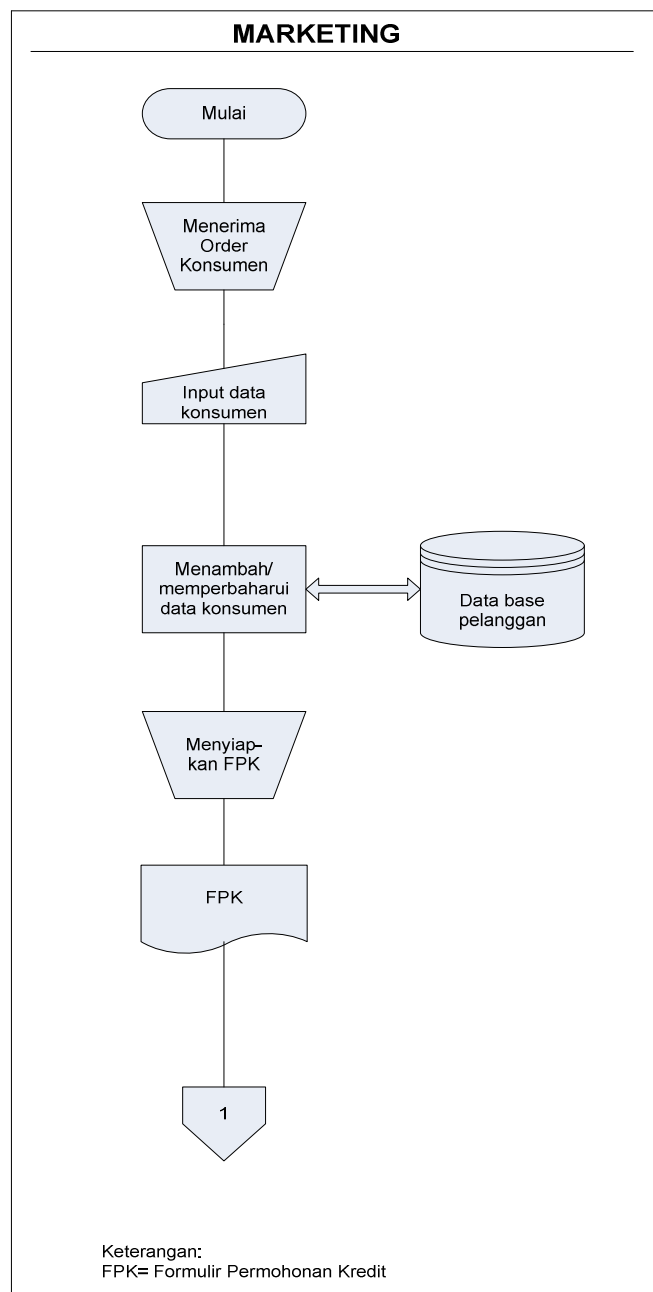 MARKETING
Mulai
Menerima
Order
Konsumen
Input data
konsumen
Menambah/
memperbaharui
data konsumen
Data base
pelanggan
Menyiap-
kan FPK
FPK
1
Keterangan:
FPK= Formulir Permohonan Kredit